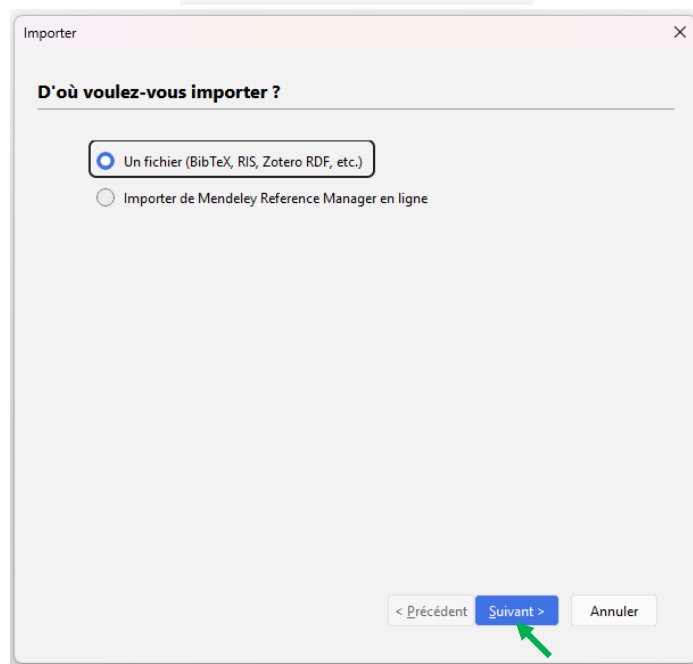 Importer
D'où voulez-vous importer ?
Un fichier (BibTeX, RIS, Zotero RDF, etc.)
Importer de Mendeley Reference Manager en ligne
< Précédent Suivant > Annuler